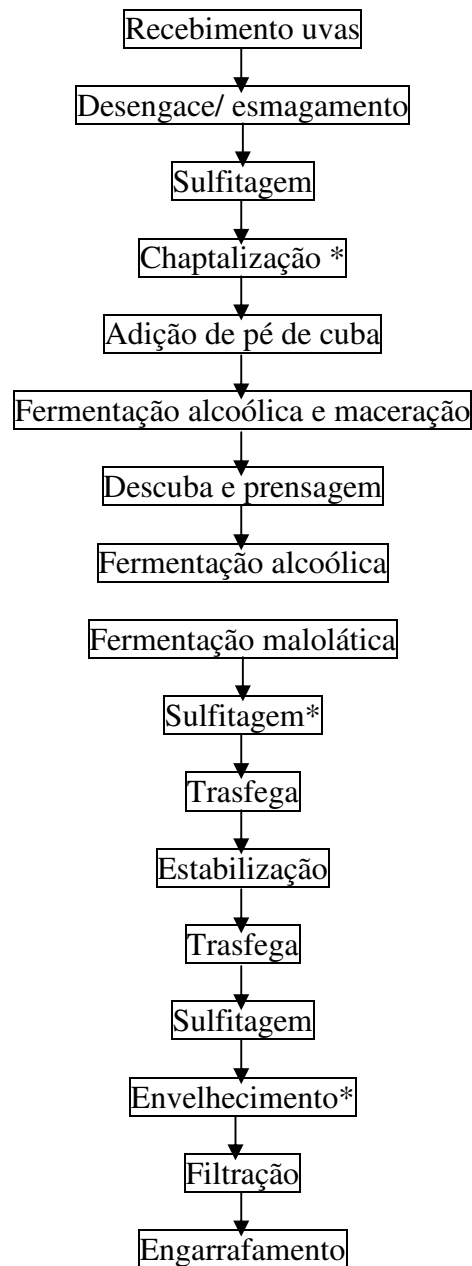 Recebimento uvas
Desengace/ esmagamento
Sulfitagem
Chaptalização *
Adição de pé de cuba
Fermentação alcoólica e maceração
Descuba e prensagem
Fermentação alcoólica
Fermentação malolática
Sulfitagem*
Trasfega
Estabilização
Trasfega
Sulfitagem
Envelhecimento*
Filtração
Engarrafamento